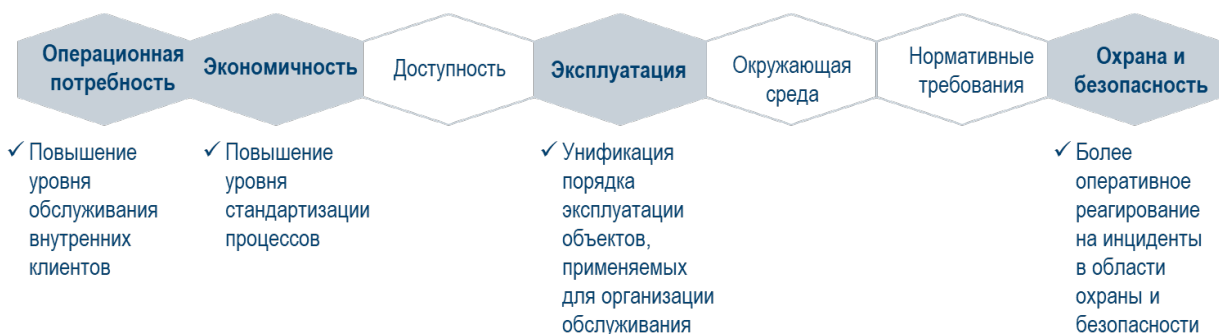 Операционная
потребность
Экономичность
Доступность
Эксплуатация
Окружающая
среда
Нормативные
требования
Охрана и
безопасность
✓ Повышение
уровня
обслуживания
внутренних
клиентов
✓ Повышение
уровня
стандартизации
процессов
✓ Унификация
порядка
эксплуатации
объектов,
применяемых
для организации
обслуживания
✓ Более
оперативное
реагирование
на инциденты
в области
охраны и
безопасности